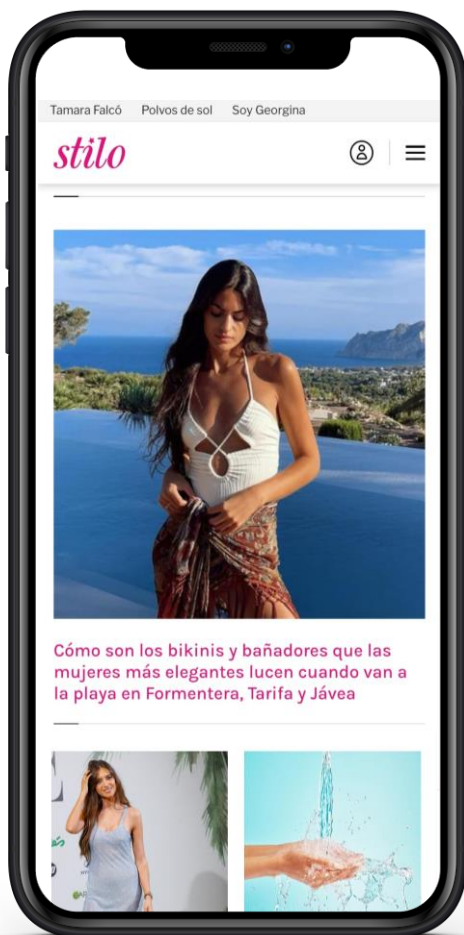 Tamara Falcó Polvos de sol Soy Georgina
stilo
Cómo son los bikinis y bañadores que las
mujeres más elegantes lucen cuando van a
la playa en Formentera, Tarifa y Jávea